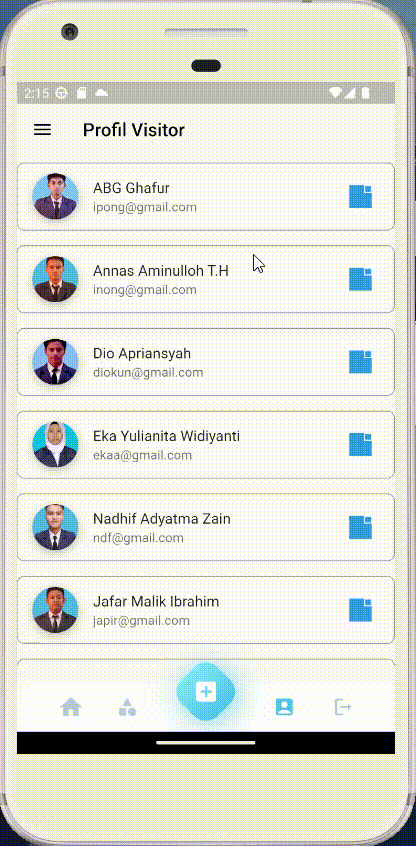 2:15
Profil Visitor
ABG Ghafur
ipong@gmail.com
Annas Aminulloh T.H
inong@gmail.com
Dio Apriansyah
diokun@gmail.com
Eka Yulianita Widiyanti
ekaa@gmail.com
Nadhif Adyatma Zain
ndf@gmail.com
Jafar Malik Ibrahim
japir@gmail.com